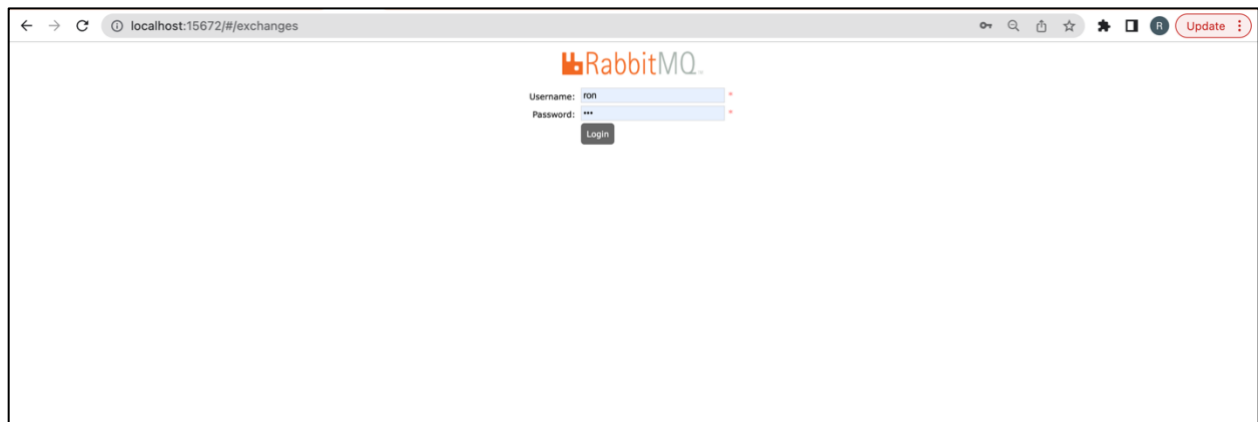 localhost:15672/#/exchanges
R
Update
RabbitMQ
Username: ron *
Password: ••• *
Login